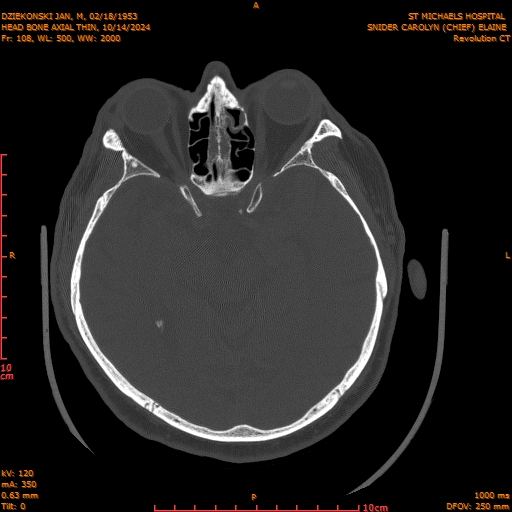 A
DZIEKONSKI JAN, M, 02/18/1953
HEAD BONE AXIAL THIN, 10/14/2024
Fr: 108, WL: 500, WW: 2000
ST MICHAELS HOSPITAL
SNIDER CAROLYN (CHIEF) ELAINE
Revolution CT
R
L
10
cm
kV: 120
mA: 350
0.63 mm
Tilt: 0
P
10cm
1000 ms
DFOV: 250 mm